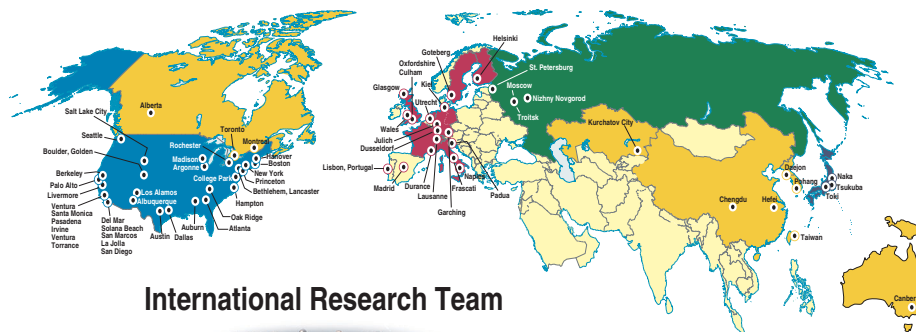 Alberta
Salt Lake City
Seattle
Boulder, Golden
Berkeley
Palo Alto
Livermore
Ventura
Santa Monica
Pasadena
Irvine
Ventura
Torrance
Del Mar
Solana Beach
San Marcos
La Jolla
San Diego
Los Alamos
Albuquerque
Austin
Dallas
Auburn
Atlanta
Oak Ridge
Hampton
Bethlehem, Lancaster
Princeton
New York
Boston
Hanover
Montreal
Toronto
Rochester
Madison
Argonne
College Park
Helsinki
Goteberg
Oxfordshire
Culham
Kiel
Glasgow
Utrecht
Wales
Julich
Dusseldorf
Lisbon, Portugal
Madrid
Durance
Lausanne
Garching
Frascati
Naples
Padua
St. Petersburg
Moscow
Nizhny Novgorod
Troitsk
Kurchatov City
Chengdu
Hefei
Daejon
Pohang
Naka
Tsukuba
Toki
Taiwan
Canber
International Research Team